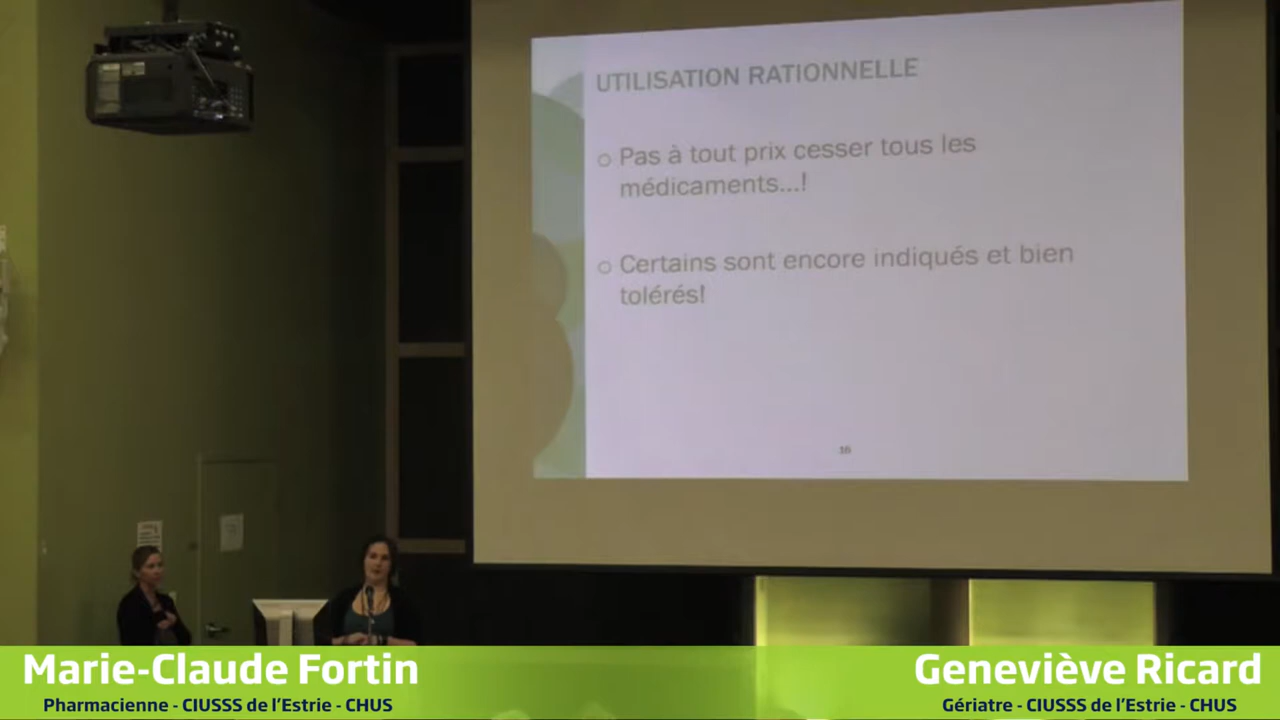 UTILISATION RATIONNELLE
Pas à tout prix cesser tous les
médicaments...!
Certains sont encore indiqués et bien
tolérés!
16
Marie-Claude Fortin
Pharmacienne - CIUSSS de l'Estrie - CHUS
Geneviève Ricard
Gériatre - CIUSSS de l'Estrie - CHUS